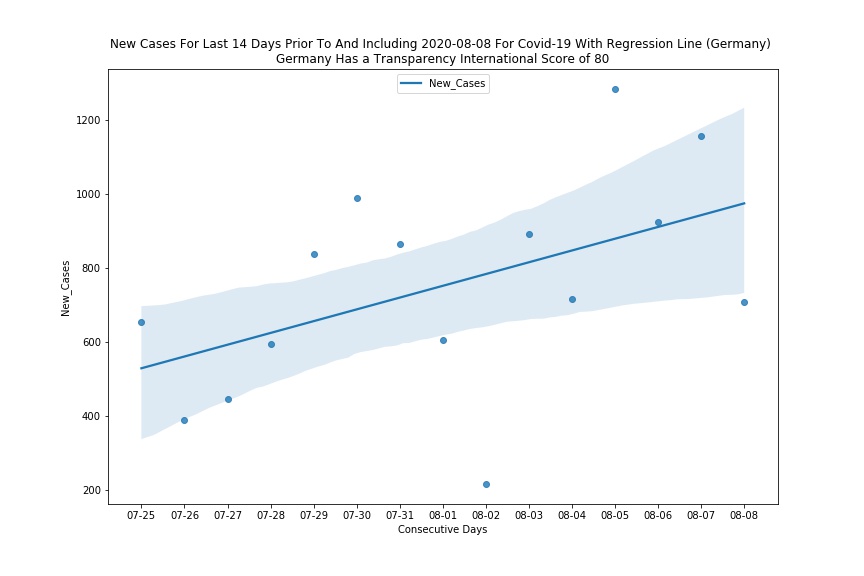 New Cases For Last 14 Days Prior To And Including 2020-08-08 For Covid-19 With Regression Line (Germany)
Germany Has a Transparency International Score of 80
New_Cases
1200
1000
800
600
400
200
New_Cases
07-25 07-26 07-27 07-28 07-29 07-30 07-31 08-01 08-02 08-03 08-04 08-05 08-06 08-07 08-08
Consecutive Days